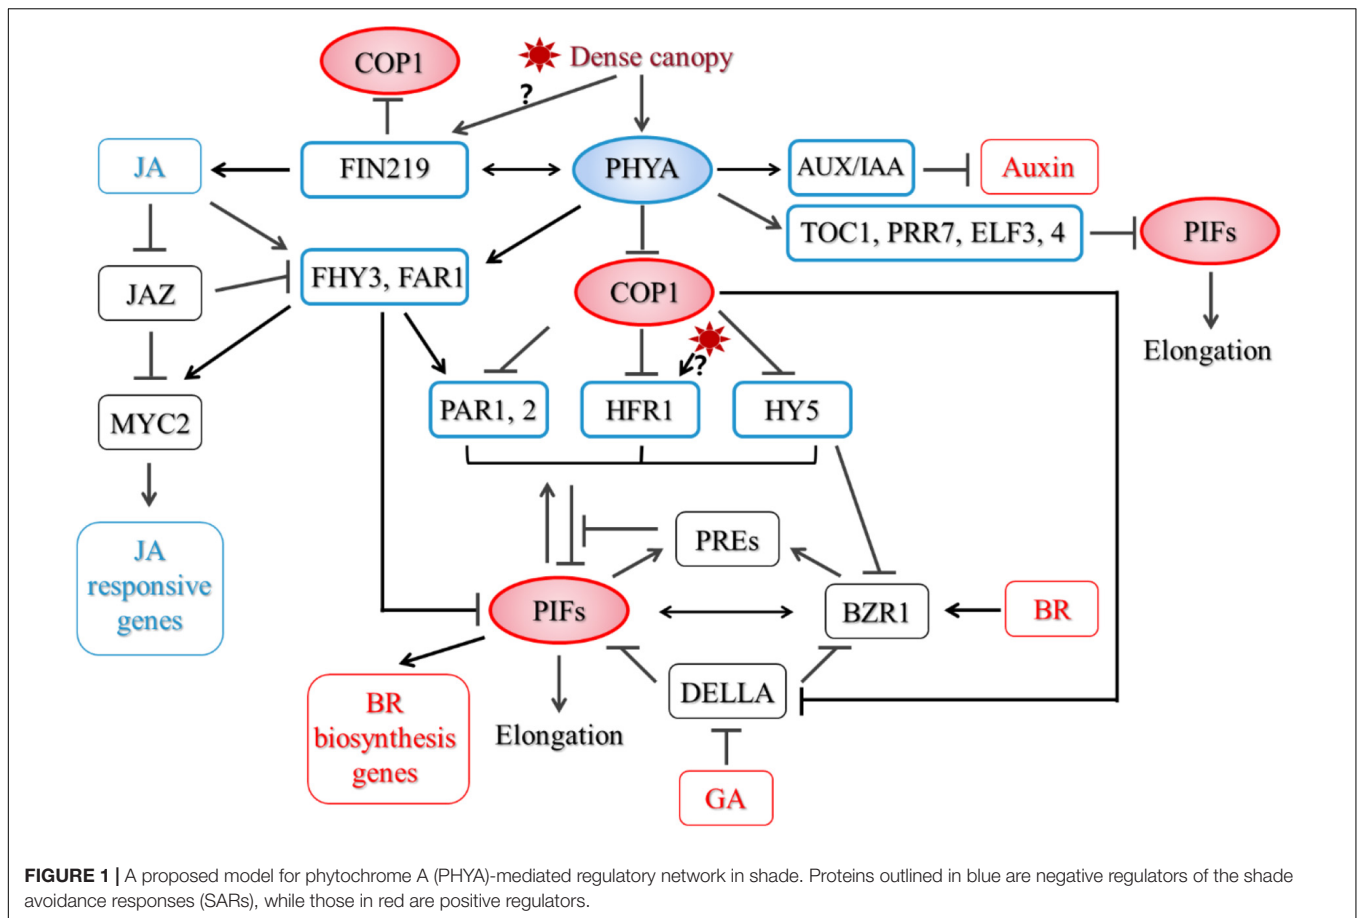 COP1
Dense canopy
?
JA
FIN219
PHYA
AUX/IAA
Auxin
TOC1, PRR7, ELF3, 4
PIFs
JAZ
FHY3, FAR1
COP1
Elongation
?
MYC2
PAR1, 2
HFR1
HY5
JA
responsive
genes
PREs
PIFs
BZR1
BR
BR
biosynthesis
genes
Elongation
DELLA
GA
FIGURE 1 | A proposed model for phytochrome A (PHYA)-mediated regulatory network in shade. Proteins outlined in blue are negative regulators of the shade
avoidance responses (SARs), while those in red are positive regulators.